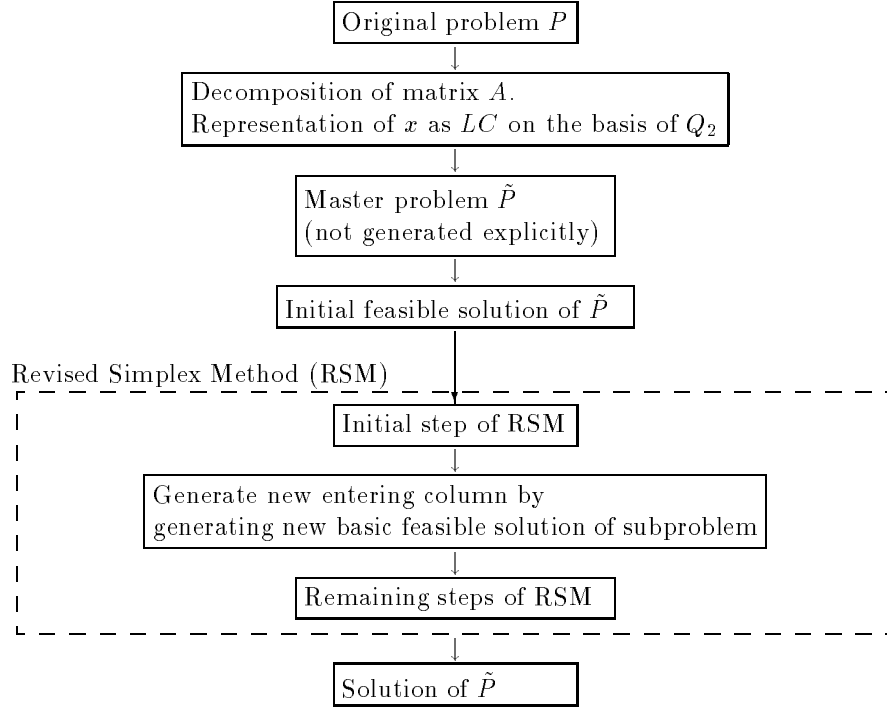 Original problem P
Decomposition of matrix A.
Representation of x as LC on the basis of Q₂
Master problem P̃
(not generated explicitly)
Initial feasible solution of P̃
Revised Simplex Method (RSM)
Initial step of RSM
Generate new entering column by
generating new basic feasible solution of subproblem
Remaining steps of RSM
Solution of P̃